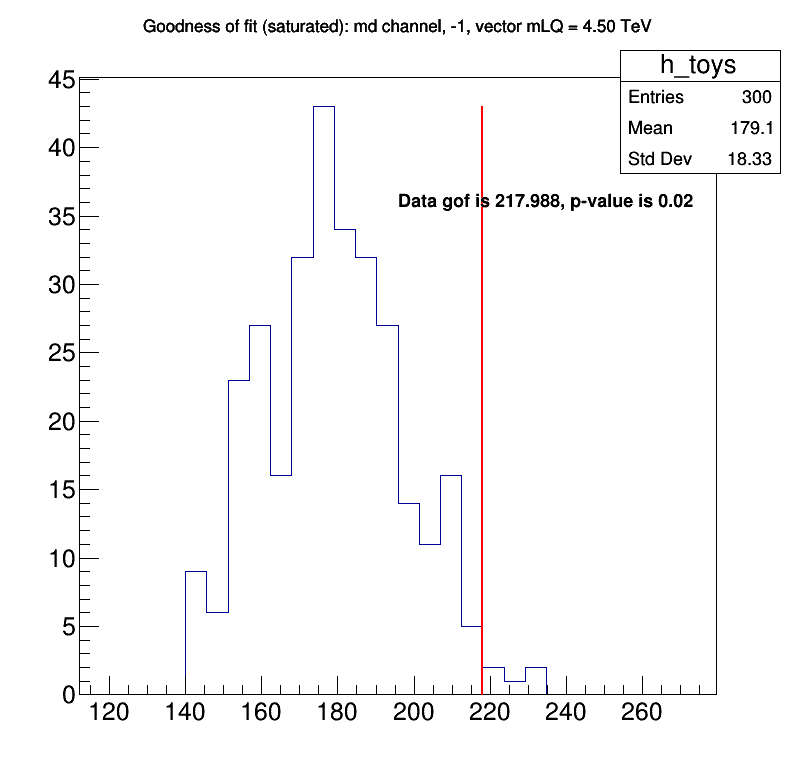 Goodness of fit (saturated): md channel, -1, vector mLQ = 4.50 TeV
h_toys
Entries 300
Mean 179.1
Std Dev 18.33
Data gof is 217.988, p-value is 0.02
45
40
35
30
25
20
15
10
5
0
120 140 160 180 200 220 240 260